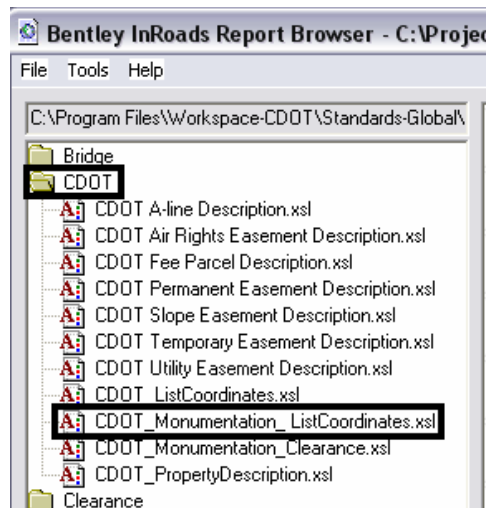 Bentley InRoads Report Browser - C:\Proje
File Tools Help
C:\Program Files\Workspace-CDOT\Standards-Global\
Bridge
CDOT
CDOT A-line Description.xsl
CDOT Air Rights Easement Description.xsl
CDOT Fee Parcel Description.xsl
CDOT Permanent Easement Description.xsl
CDOT Slope Easement Description.xsl
CDOT Temporary Easement Description.xsl
CDOT Utility Easement Description.xsl
CDOT_ListCoordinates.xsl
CDOT_Monumentation_ ListCoordinates.xsl
CDOT_Monumentation_Clearance.xsl
CDOT_PropertyDescription.xsl
Clearance